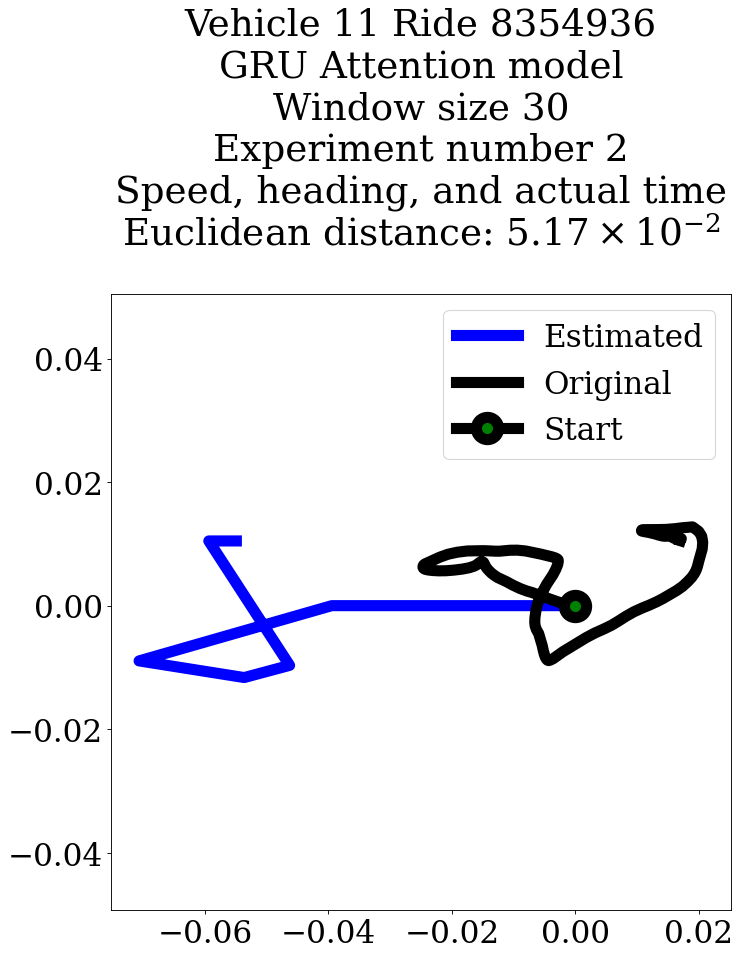 Vehicle 11 Ride 8354936
GRU Attention model
Window size 30
Experiment number 2
Speed, heading, and actual time
Euclidean distance: 5.17 × 10⁻²
Estimated
Original
Start
0.04
0.02
0.00
−0.02
−0.04
−0.06
−0.04
−0.02
0.00
0.02